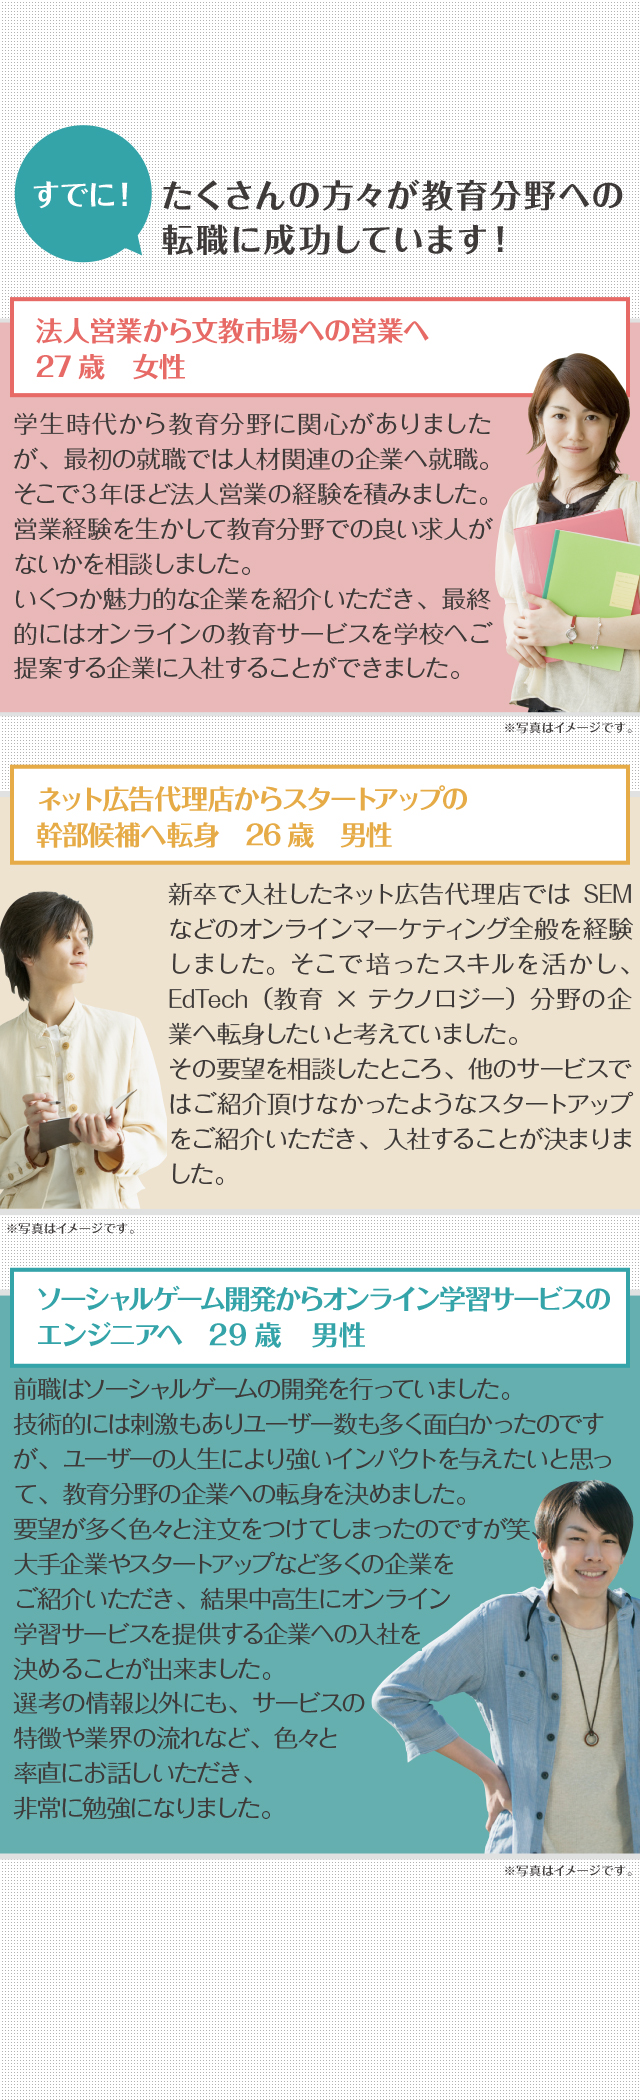 すでに！
たくさんの方々が教育分野への
転職に成功しています！
法人営業から文教市場への営業へ
27歳　女性
学生時代から教育分野に関心がありました
が、最初の就職では人材関連の企業へ就職。
そこで3年ほど法人営業の経験を積みました。
営業経験を生かして教育分野での良い求人が
ないかを相談しました。
いくつか魅力的な企業を紹介いただき、最終
的にはオンラインの教育サービスを学校へご
提案する企業に入社することができました。
※写真はイメージです。
ネット広告代理店からスタートアップの
幹部候補へ転身　26歳　男性
新卒で入社したネット広告代理店では SEM
などのオンラインマーケティング全般を経験
しました。そこで培ったスキルを活かし、
EdTech（教育 × テクノロジー）分野の企
業へ転身したいと考えていました。
その要望を相談したところ、他のサービスで
はご紹介頂けなかったようなスタートアップ
をご紹介いただき、入社することが決まりま
した。
※写真はイメージです。
ソーシャルゲーム開発からオンライン学習サービスの
エンジニアへ　29歳　男性
前職はソーシャルゲームの開発を行っていました。
技術的には刺激もありユーザー数も多く面白かったのです
が、ユーザーの人生により強いインパクトを与えたいと思っ
て、教育分野の企業への転身を決めました。
要望が多く色々と注文をつけてしまったのですが笑、
大手企業やスタートアップなど多くの企業を
ご紹介いただき、結果中高生にオンライン
学習サービスを提供する企業への入社を
決めることが出来ました。
選考の情報以外にも、サービスの
特徴や業界の流れなど、色々と
率直にお話しいただき、
非常に勉強になりました。
※写真はイメージです。